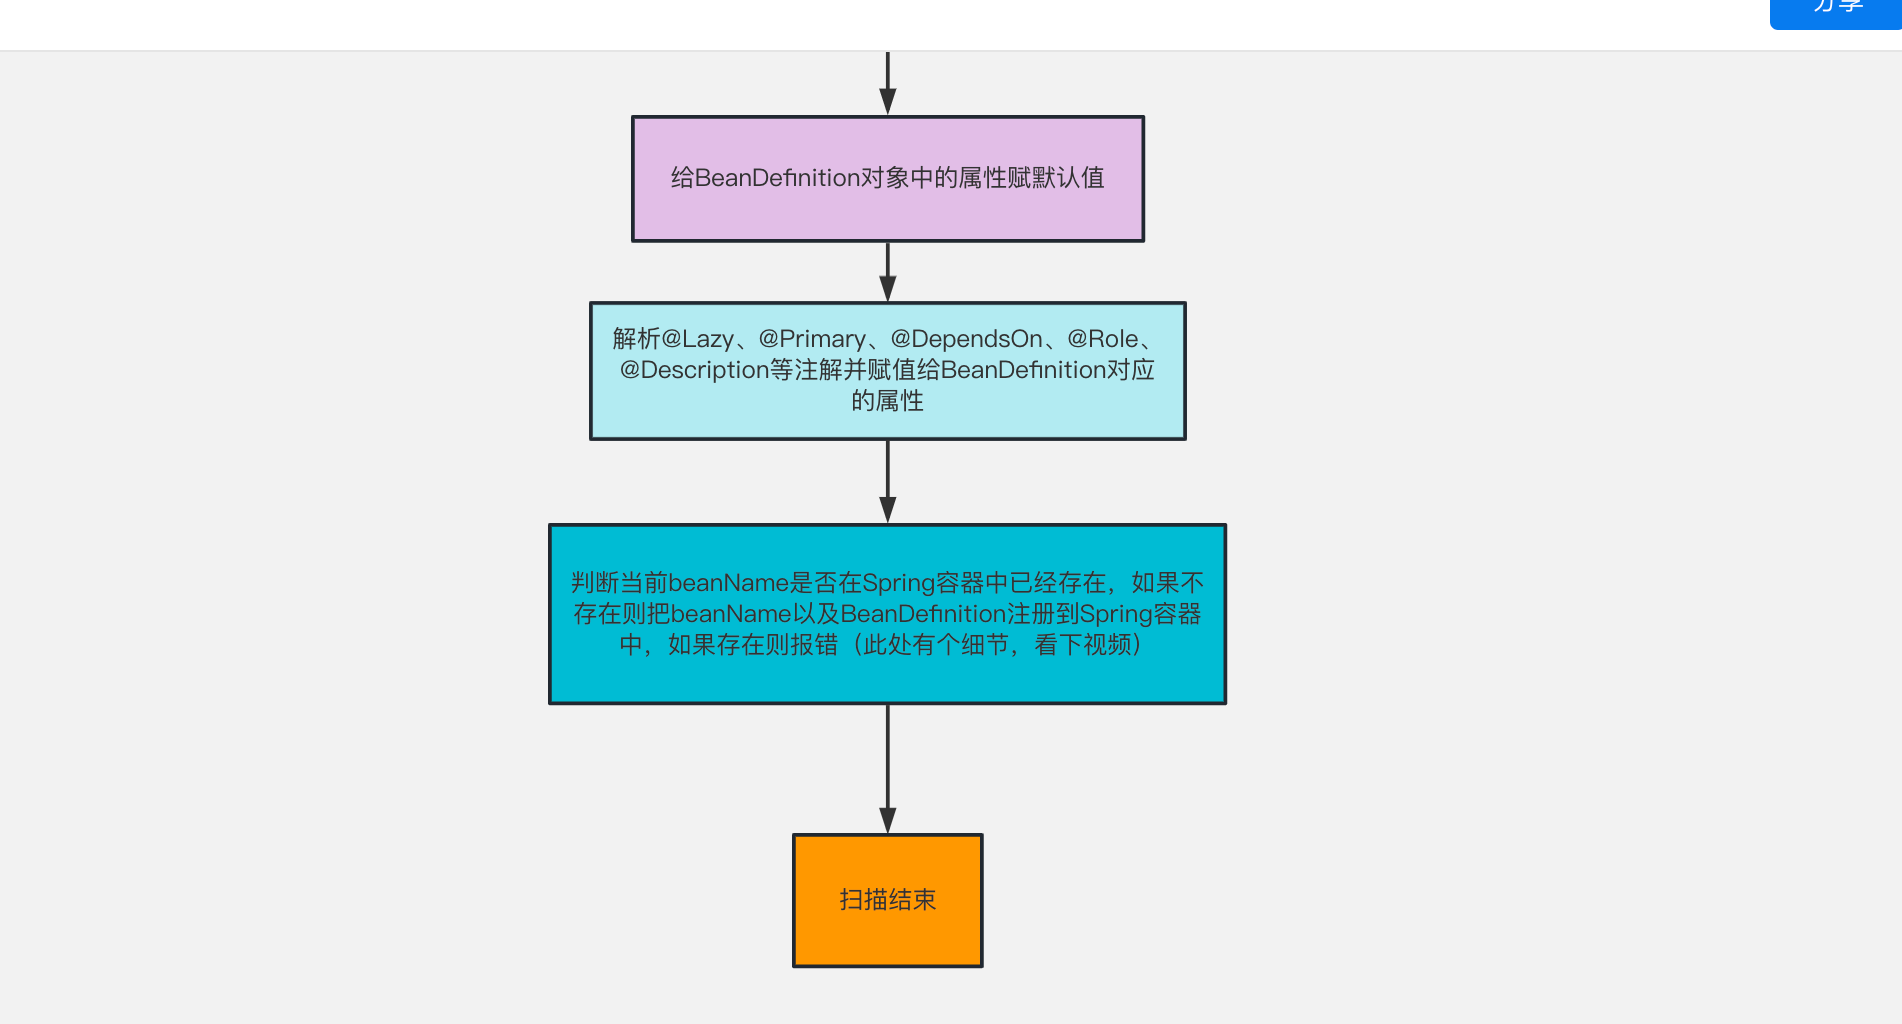 分享
给BeanDefinition对象中的属性赋默认值
解析@Lazy、@Primary、@DependsOn、@Role、
@Description等注解并赋值给BeanDefinition对应
的属性
判断当前beanName是否在Spring容器中已经存在，如果不
存在则把beanName以及BeanDefinition注册到Spring容器
中，如果存在则报错（此处有个细节，看下视频）
扫描结束